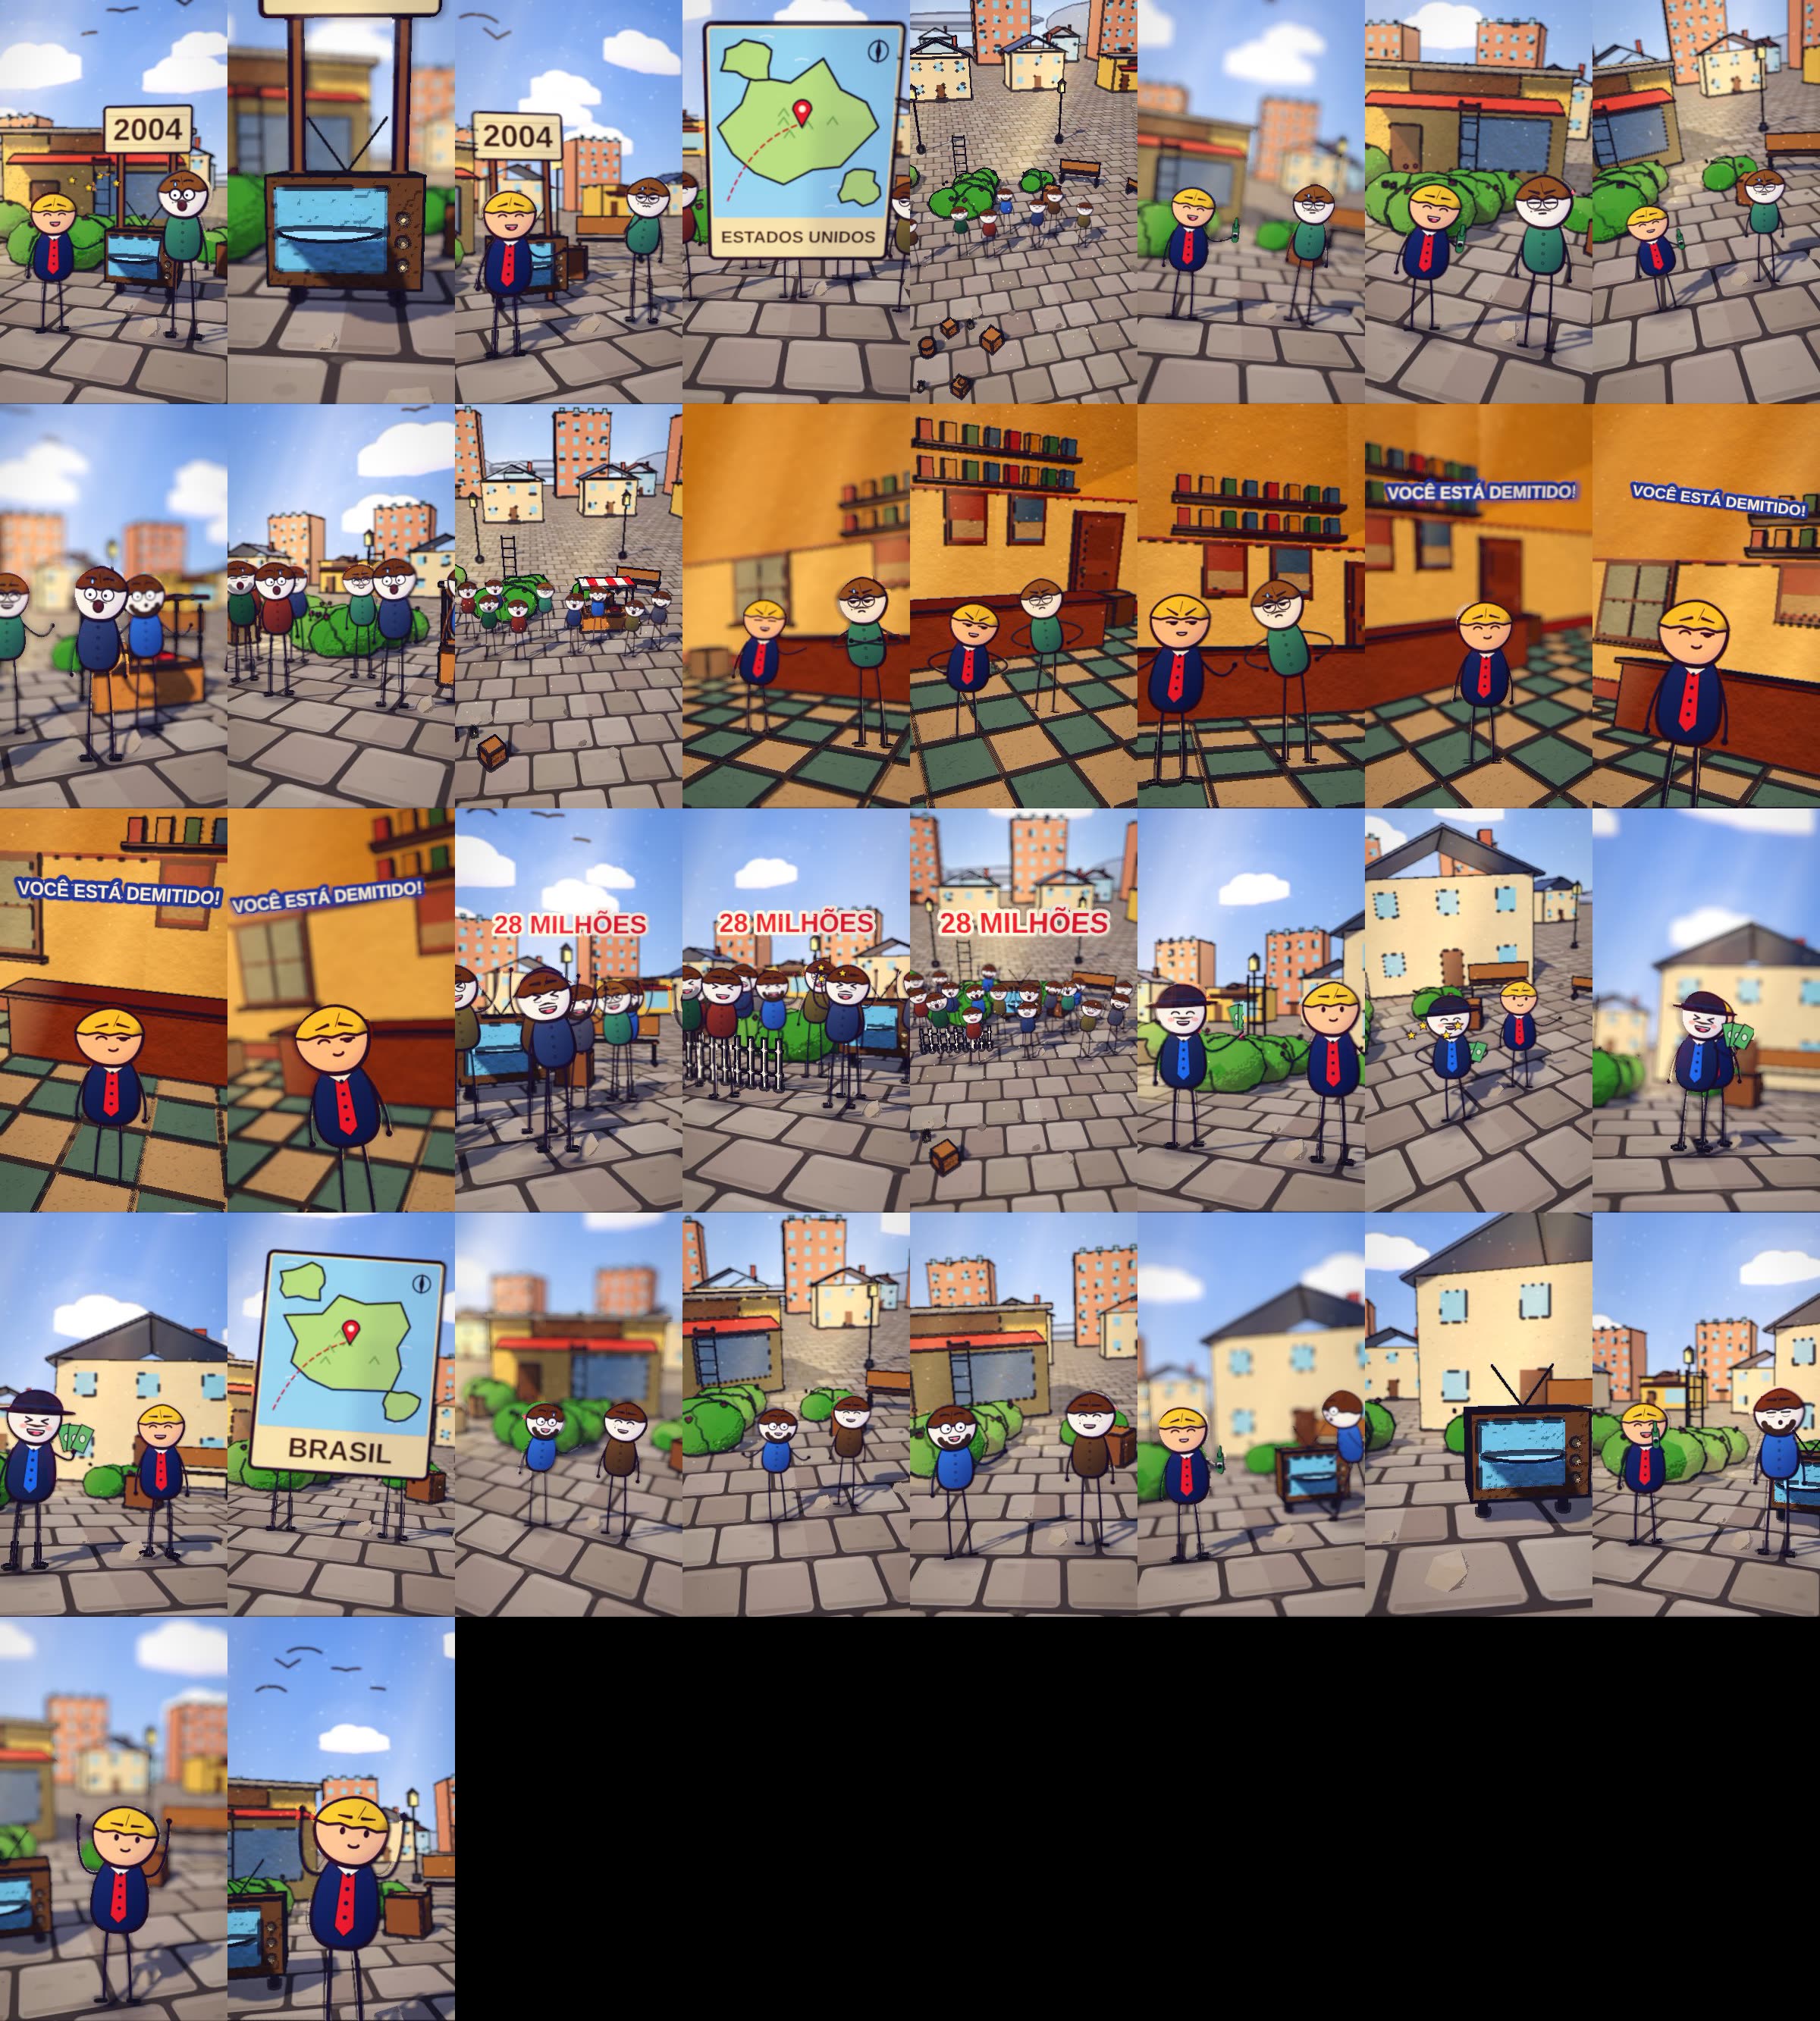 2004
2004
ESTADOS UNIDOS
VOCÊ ESTÁ DEMITIDO!
VOCÊ ESTÁ DEMITIDO!
VOCÊ ESTÁ DEMITIDO!
VOCÊ ESTÁ DEMITIDO!
28 MILHÕES
28 MILHÕES
28 MILHÕES
BRASIL